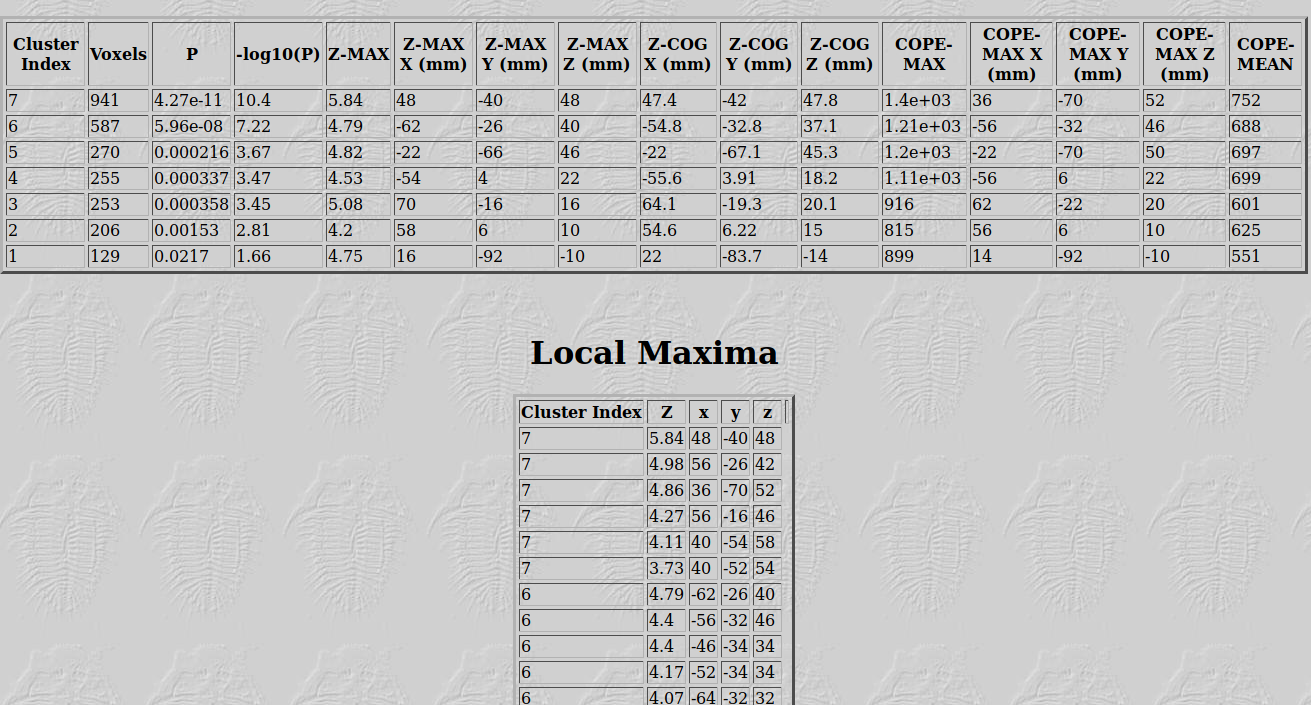 Cluster Index Voxels P -log10(P) Z-MAX Z-MAX X (mm) Z-MAX Y (mm) Z-MAX Z (mm) Z-COG X (mm) Z-COG Y (mm) Z-COG Z (mm) COPE-MAX COPE-MAX X (mm) COPE-MAX Y (mm) COPE-MAX Z (mm) COPE-MEAN
7 941 4.27e-11 10.4 5.84 48 -40 48 47.4 -42 47.8 1.4e+03 36 -70 52 752
6 587 5.96e-08 7.22 4.79 -62 -26 40 -54.8 -32.8 37.1 1.21e+03 -56 -32 46 688
5 270 0.000216 3.67 4.82 -22 -66 46 -22 -67.1 45.3 1.2e+03 -22 -70 50 697
4 255 0.000337 3.47 4.53 -54 4 22 -55.6 3.91 18.2 1.11e+03 -56 6 22 699
3 253 0.000358 3.45 5.08 70 -16 16 64.1 -19.3 20.1 916 62 -22 20 601
2 206 0.00153 2.81 4.2 58 6 10 54.6 6.22 15 815 56 6 10 625
1 129 0.0217 1.66 4.75 16 -92 -10 22 -83.7 -14 899 14 -92 -10 551
Local Maxima
Cluster Index Z x y z
7 5.84 48 -40 48
7 4.98 56 -26 42
7 4.86 36 -70 52
7 4.27 56 -16 46
7 4.11 40 -54 58
7 3.73 40 -52 54
6 4.79 -62 -26 40
6 4.4 -56 -32 46
6 4.4 -46 -34 34
6 4.17 -52 -34 34
6 4.07 -64 -32 32